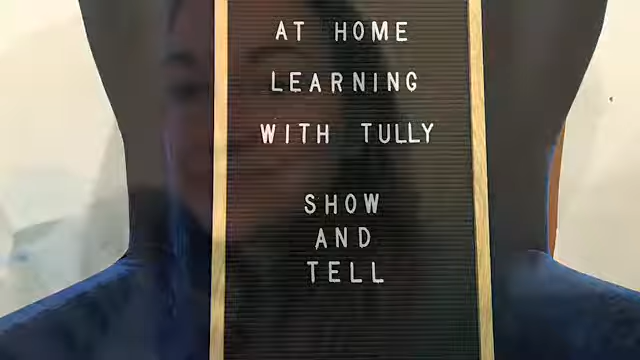 AT HOME
LEARNING
WITH TULLY
SHOW
AND
TELL